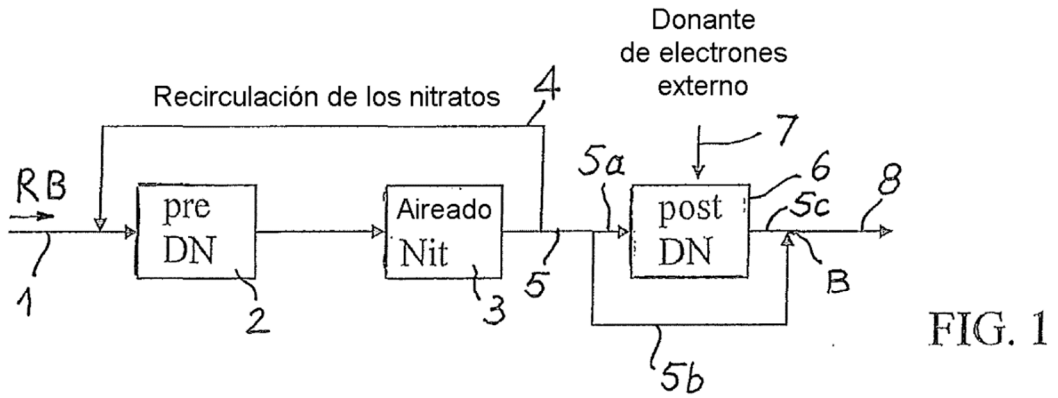 Donante
de electrones
externo
Recirculación de los nitratos
4
7
RB
5a
6
8
pre
DN
Aireado
Nit
post
DN
5c
1
2
3
5
B
5b
FIG. 1